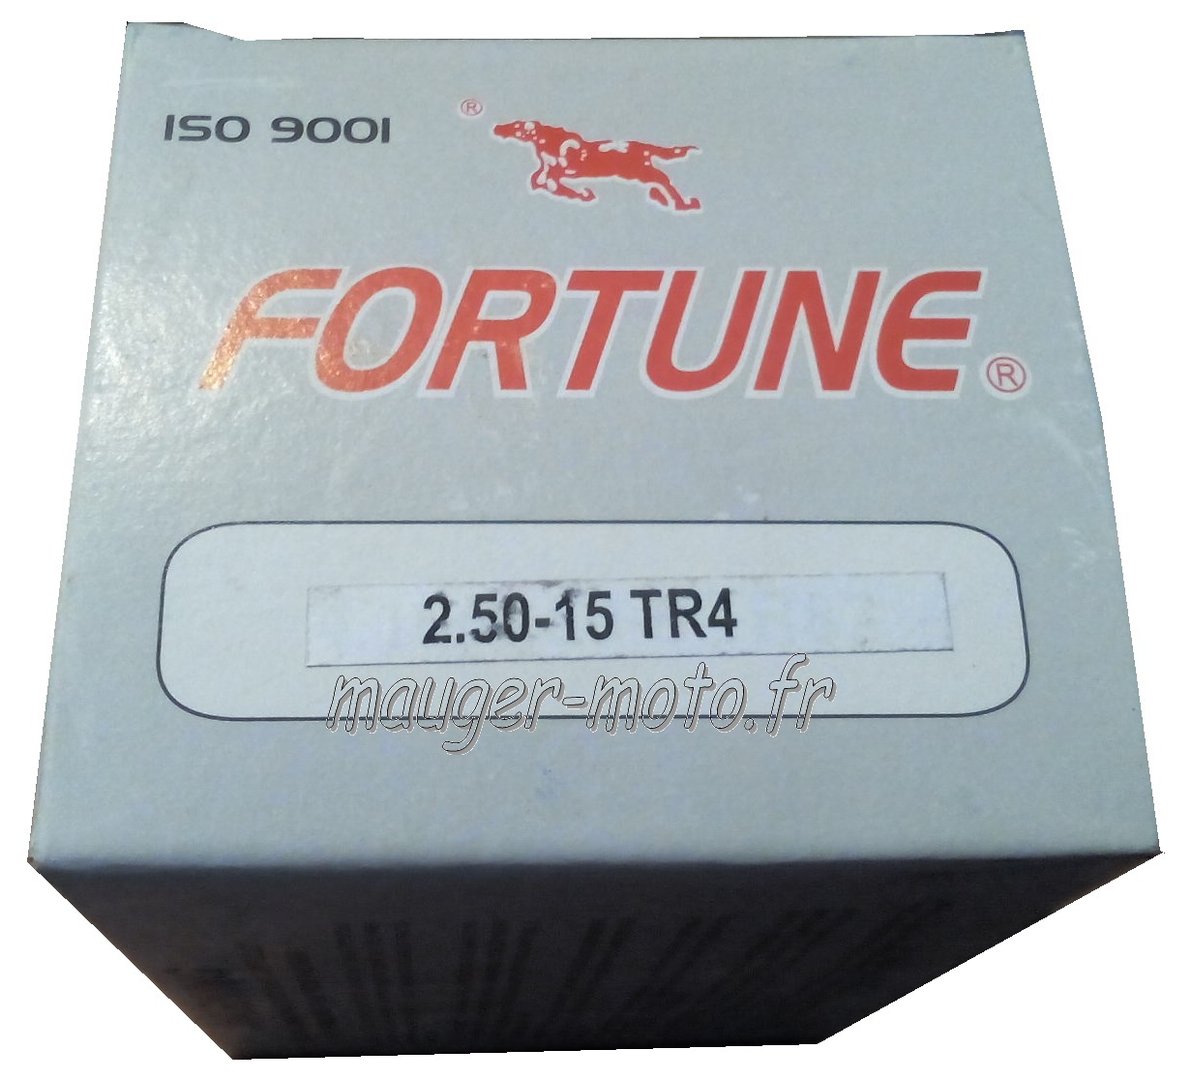 ISO 9001
®
FORTUNE®
2.50-15 TR4
mauger-moto.fr